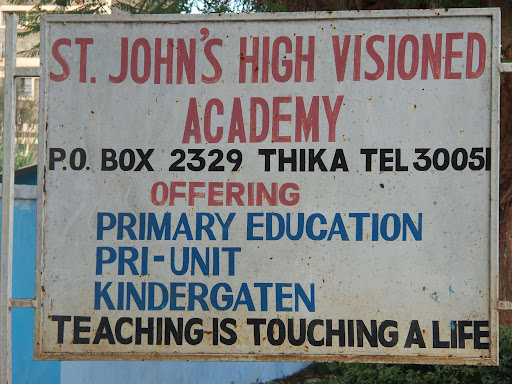 ST. JOHN'S HIGH VISIONED
ACADEMY
P.O. BOX 2329 THIKA TEL 30051
OFFERING
PRIMARY EDUCATION
PRI-UNIT
KINDERGATEN
TEACHING IS TOUCHING A LIFE